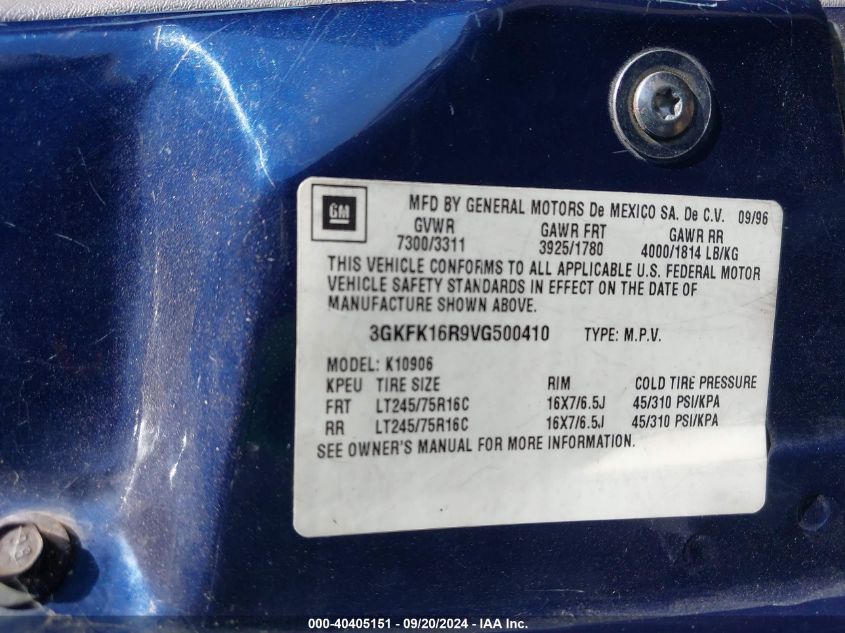 GM
MFD BY GENERAL MOTORS De MEXICO SA. De C.V. 09/96
GVWR GAWR FRT GAWR RR
7300/3311 3925/1780 4000/1814 LB/KG
THIS VEHICLE CONFORMS TO ALL APPLICABLE U.S. FEDERAL MOTOR
VEHICLE SAFETY STANDARDS IN EFFECT ON THE DATE OF
MANUFACTURE SHOWN ABOVE.
3GKFK16R9VG500410 TYPE: M.P.V.
MODEL: K10906
KPEU TIRE SIZE RIM COLD TIRE PRESSURE
FRT LT245/75R16C 16X7/6.5J 45/310 PSI/KPA
RR LT245/75R16C 16X7/6.5J 45/310 PSI/KPA
SEE OWNER'S MANUAL FOR MORE INFORMATION.
000-40405151 - 09/20/2024 - IAA Inc.